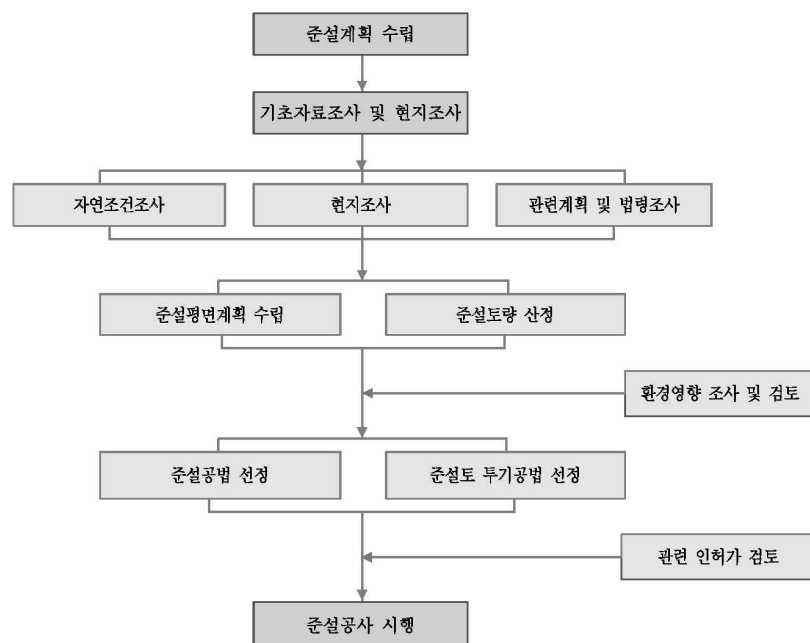 준설계획 수립
기초자료조사 및 현지조사
자연조건조사
현지조사
관련계획 및 법령조사
준설평면계획 수립
준설토량 산정
환경영향 조사 및 검토
준설공법 선정
준설토 투기공법 선정
관련 인허가 검토
준설공사 시행